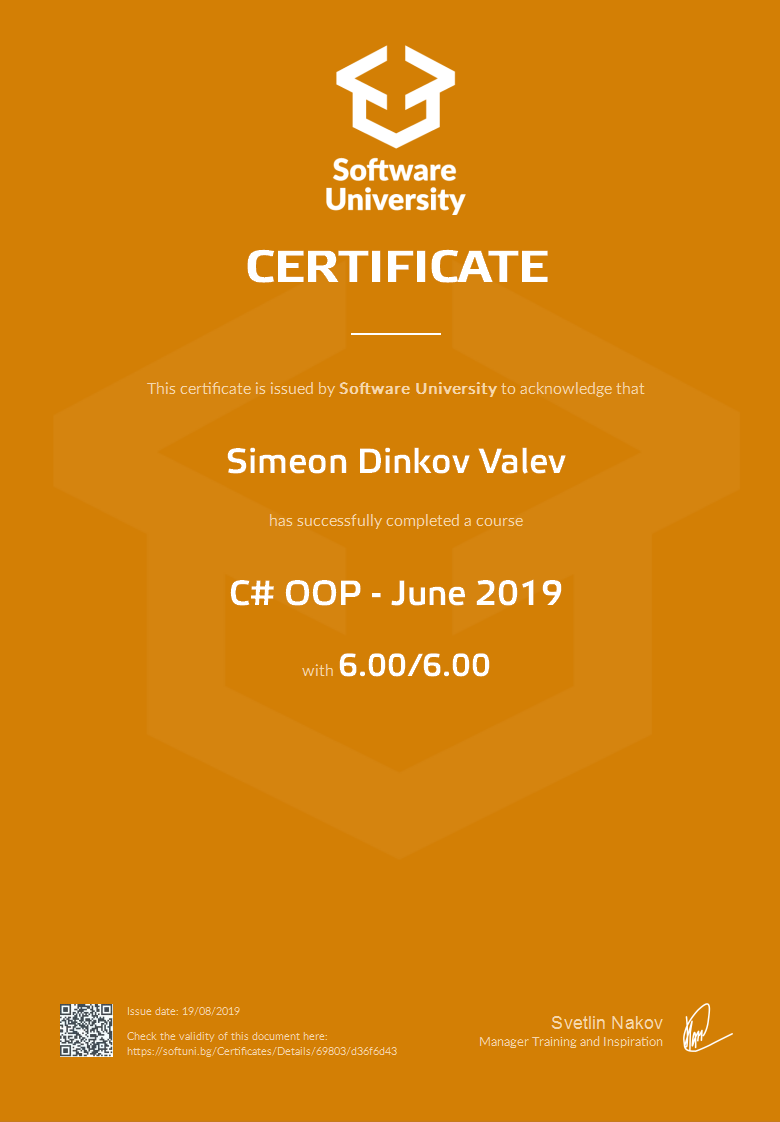 Software
University
CERTIFICATE
This certificate is issued by Software University to acknowledge that
Simeon Dinkov Valev
has successfully completed a course
C# OOP - June 2019
with 6.00/6.00
Issue date: 19/08/2019
Check the validity of this document here:
https://softuni.bg/Certificates/Details/69803/d36f6d43
Svetlin Nakov
Manager Training and Inspiration